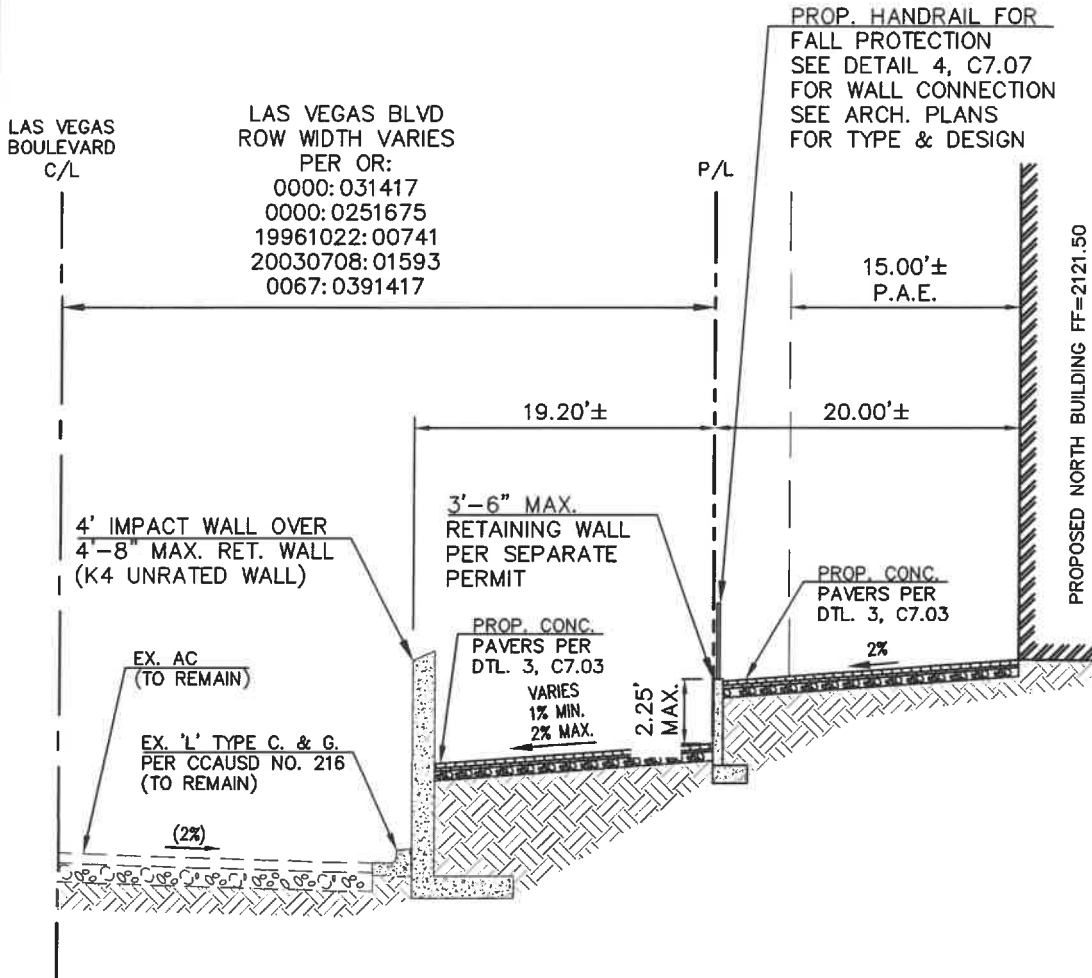 PROP. HANDRAIL FOR
FALL PROTECTION
SEE DETAIL 4, C7.07
FOR WALL CONNECTION
SEE ARCH. PLANS
FOR TYPE & DESIGN
LAS VEGAS
BOULEVARD
C/L
LAS VEGAS BLVD
ROW WIDTH VARIES
PER OR:
0000:031417
0000:0251675
19961022:00741
20030708:01593
0067:0391417
P/L
15.00'±
P.A.E.
PROPOSED NORTH BUILDING FF=2121.50
19.20'±
20.00'±
4' IMPACT WALL OVER
4'-8" MAX. RET. WALL
(K4 UNRATED WALL)
3'-6" MAX.
RETAINING WALL
PER SEPARATE
PERMIT
PROP. CONC.
PAVERS PER
DTL. 3, C7.03
2%
PROP. CONC.
PAVERS PER
DTL. 3, C7.03
VARIES
1% MIN.
2% MAX.
2.25'
MAX.
EX. AC
(TO REMAIN)
EX. 'L' TYPE C. & G.
PER CCAUSD NO. 216
(TO REMAIN)
(2%)